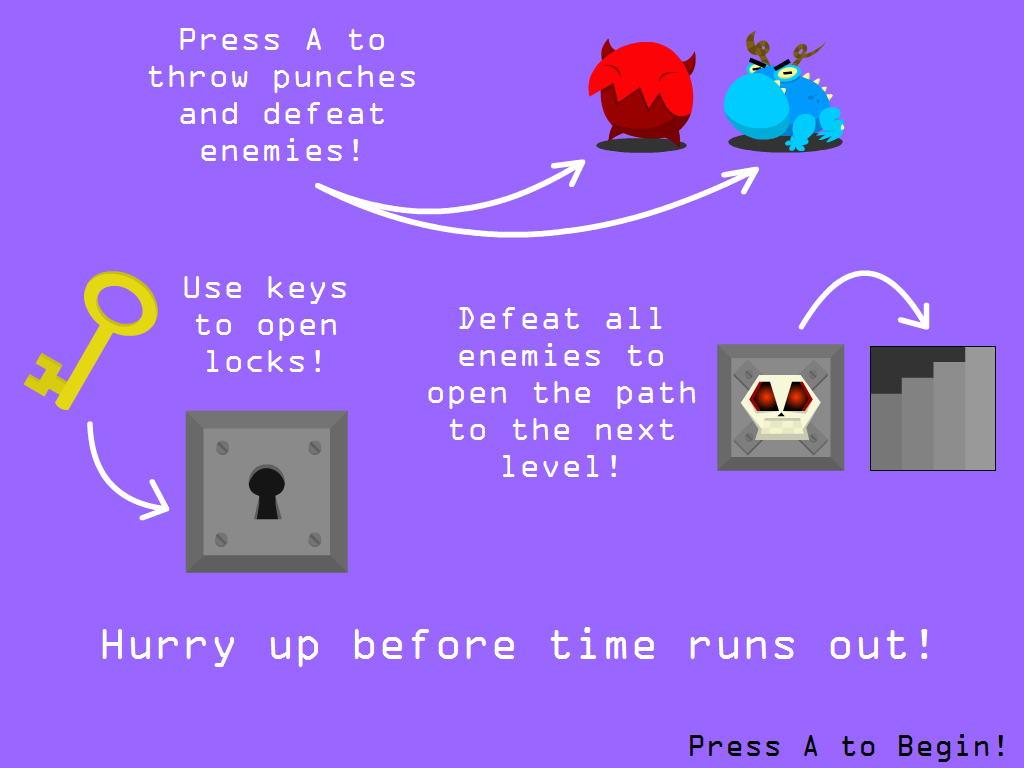 Press A to
throw punches
and defeat
enemies!
Use keys
to open
locks!
Defeat all
enemies to
open the path
to the next
level!
Hurry up before time runs out!
Press A to Begin!